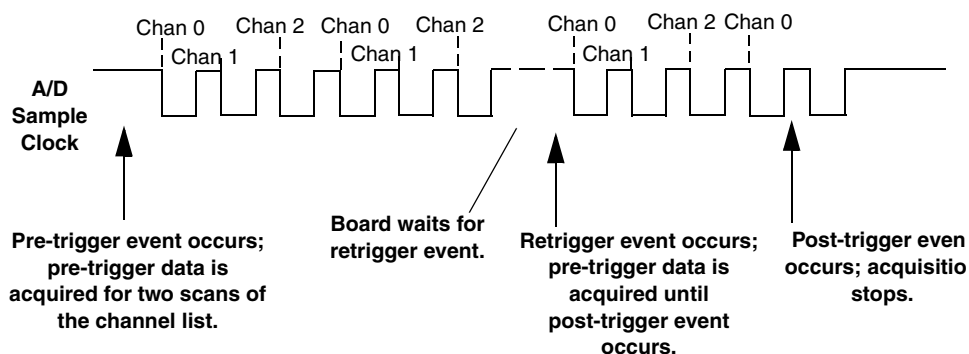 Chan 0 Chan 2 Chan 0 Chan 2 Chan 0 Chan 2 Chan 0
Chan 1 Chan 1 Chan 1
A/D
Sample
Clock
Pre-trigger event occurs;
pre-trigger data is
acquired for two scans of
the channel list.
Board waits for
retrigger event.
Retrigger event occurs;
pre-trigger data is
acquired until
post-trigger event
occurs.
Post-trigger even
occurs; acquisitio
stops.